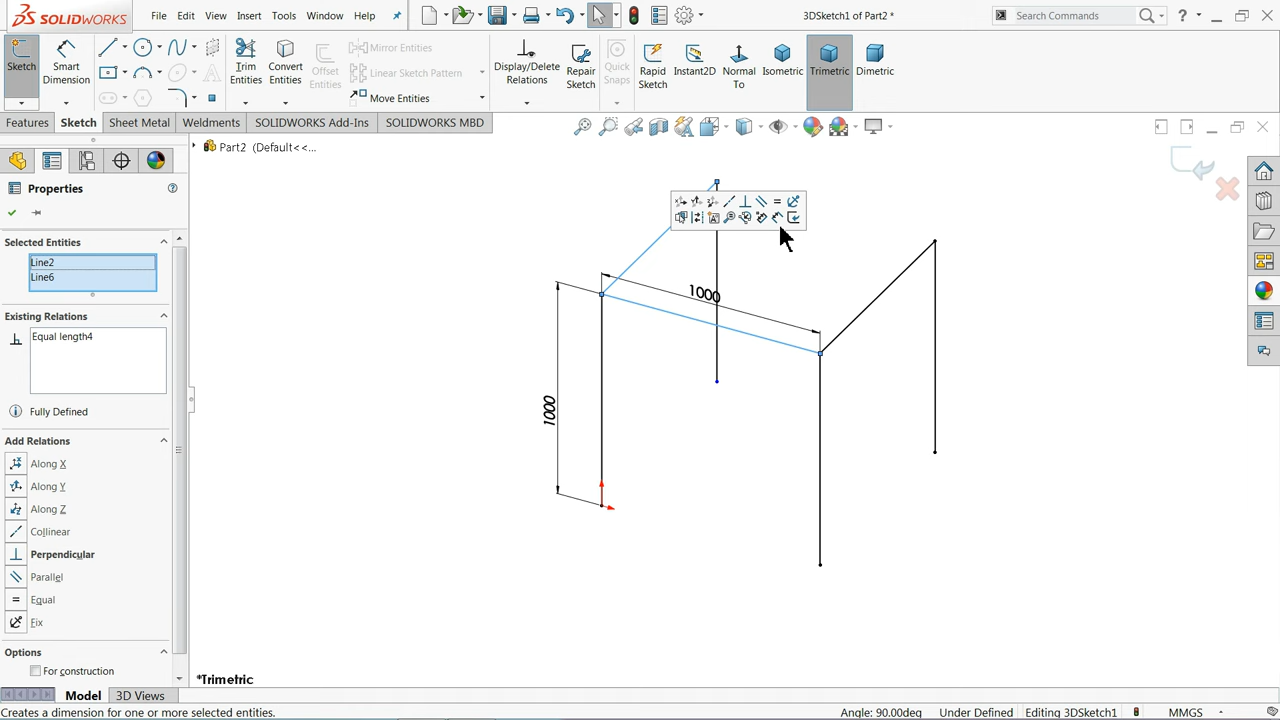 SOLIDWORKS
File
Edit
View
Insert
Tools
Window
Help
3DSketch1 of Part2 *
Search Commands
Sketch
Smart Dimension
Trim Entities
Convert Entities
Offset Entities
Mirror Entities
Linear Sketch Pattern
Move Entities
Display/Delete Relations
Repair Sketch
Quick Snaps
Rapid Sketch
Instant2D
Normal To
Isometric
Trimetric
Dimetric
Features
Sketch
Sheet Metal
Weldments
SOLIDWORKS Add-Ins
SOLIDWORKS MBD
Part2 (Default<<...
Properties
Selected Entities
Line2
Line6
Existing Relations
Equal length4
Fully Defined
Add Relations
Along X
Along Y
Along Z
Collinear
Perpendicular
Parallel
Equal
Fix
Options
For construction
1000
1000
*Trimetric
Model
3D Views
Creates a dimension for one or more selected entities.
Angle: 90.00deg
Under Defined
Editing 3DSketch1
MMGS